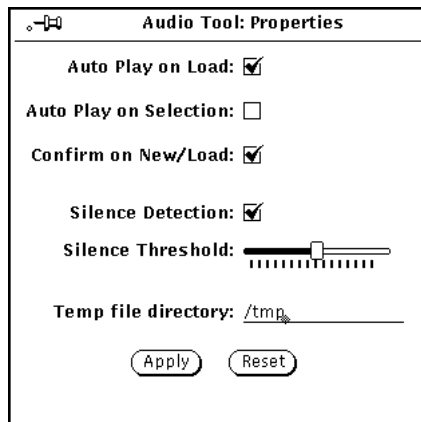 Audio Tool: Properties
Auto Play on Load:
Auto Play on Selection:
Confirm on New/Load:
Silence Detection:
Silence Threshold:
Temp file directory: /tmp
Apply Reset